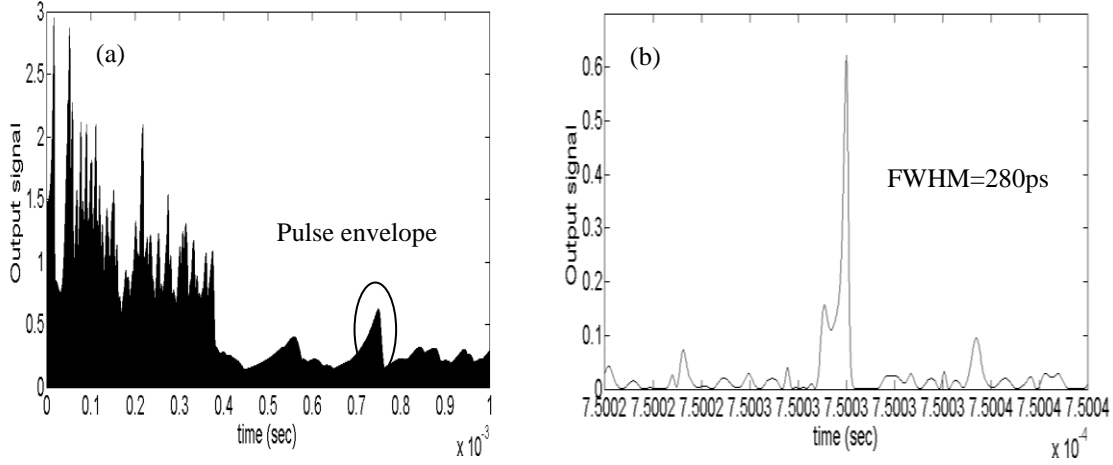 (a)
Output signal
3
2.5
2
1.5
1
0.5
0
Pulse envelope
0 0.1 0.2 0.3 0.4 0.5 0.6 0.7 0.8 0.9 1
time (sec)
x 10⁻³
(b)
Output signal
0.6
0.5
0.4
0.3
0.2
0.1
0
FWHM=280ps
7.5002 7.5002 7.5002 7.5003 7.5003 7.5003 7.5003 7.5003 7.5004 7.5004 7.5004
time (sec)
x 10⁻⁴